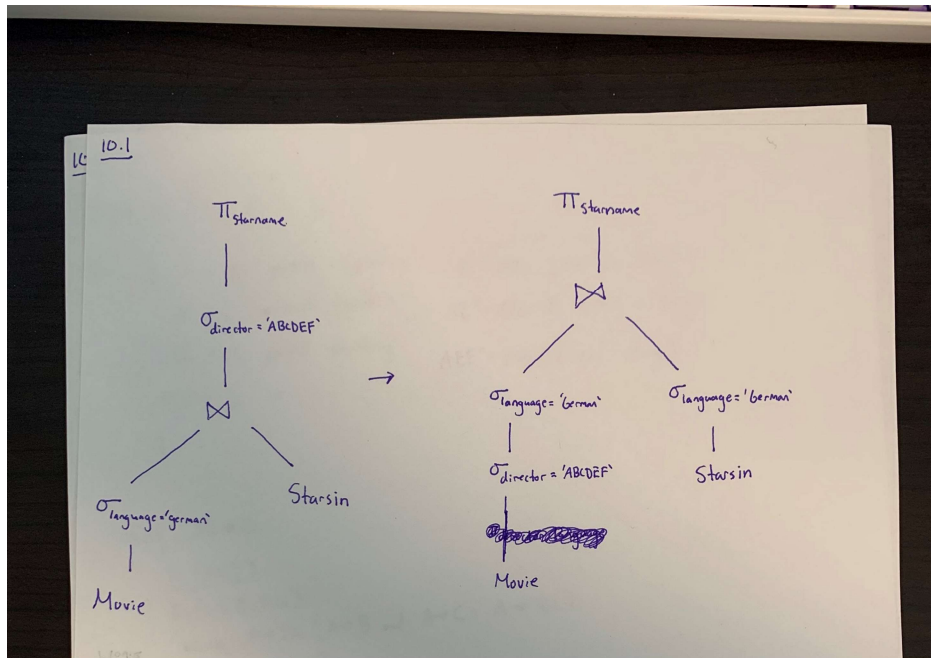 10.1
π starname
σ director = 'ABCDEF'
⋈
σ language = 'german'
Starsin
Movie
→
π starname
⋈
σ language = 'German'
σ language = 'German'
σ director = 'ABCDEF'
Starsin
Movie